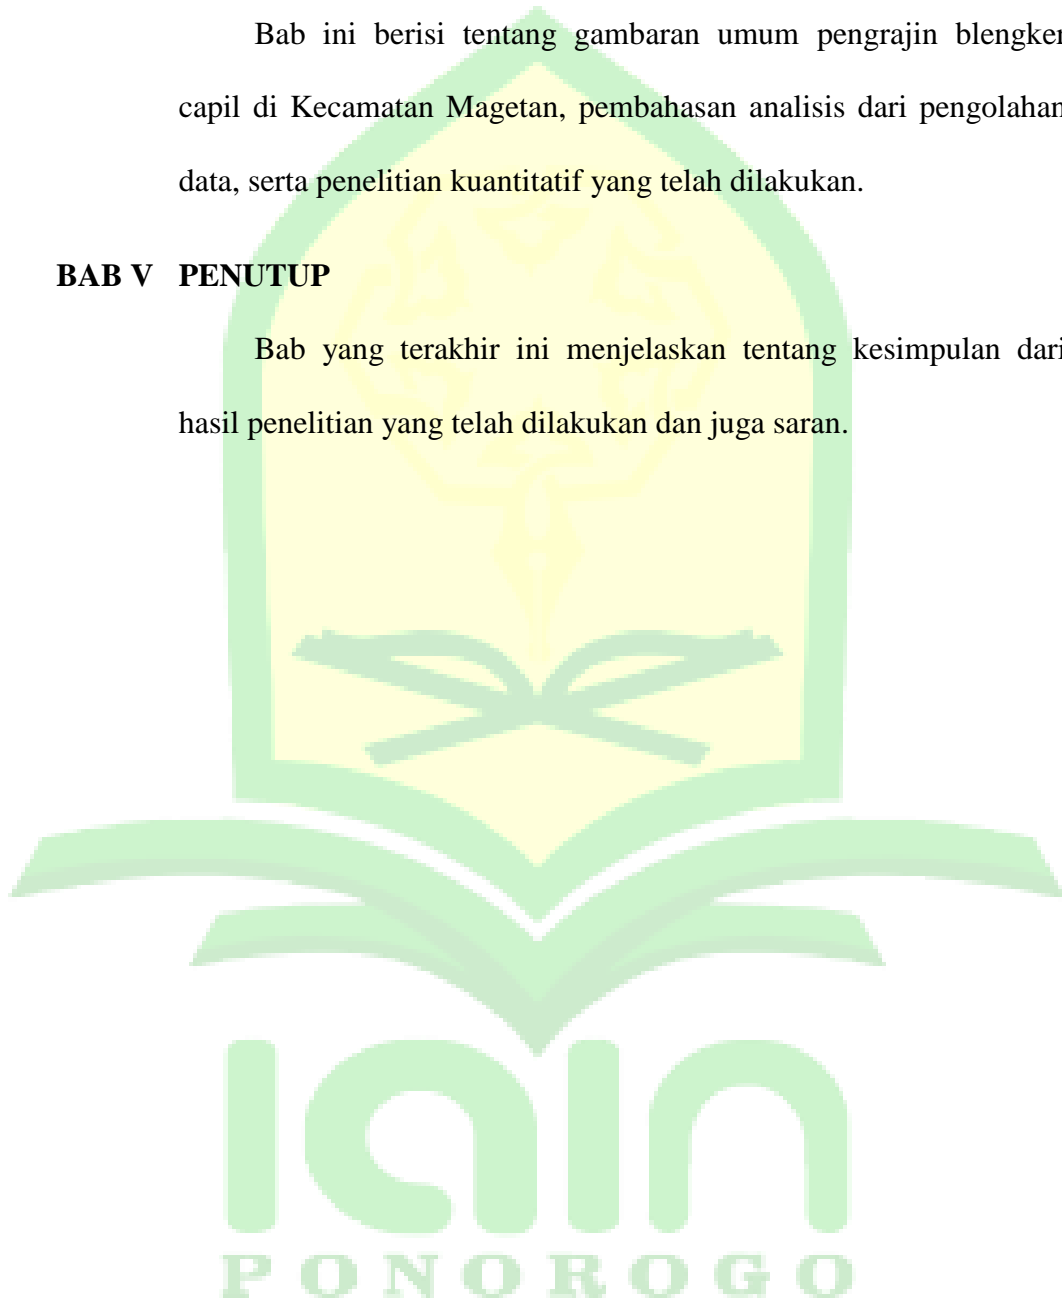 Bab ini berisi tentang gambaran umum pengrajin blengker
capil di Kecamatan Magetan, pembahasan analisis dari pengolahan
data, serta penelitian kuantitatif yang telah dilakukan.
BAB V PENUTUP
Bab yang terakhir ini menjelaskan tentang kesimpulan dari
hasil penelitian yang telah dilakukan dan juga saran.
iain
PONOROGO